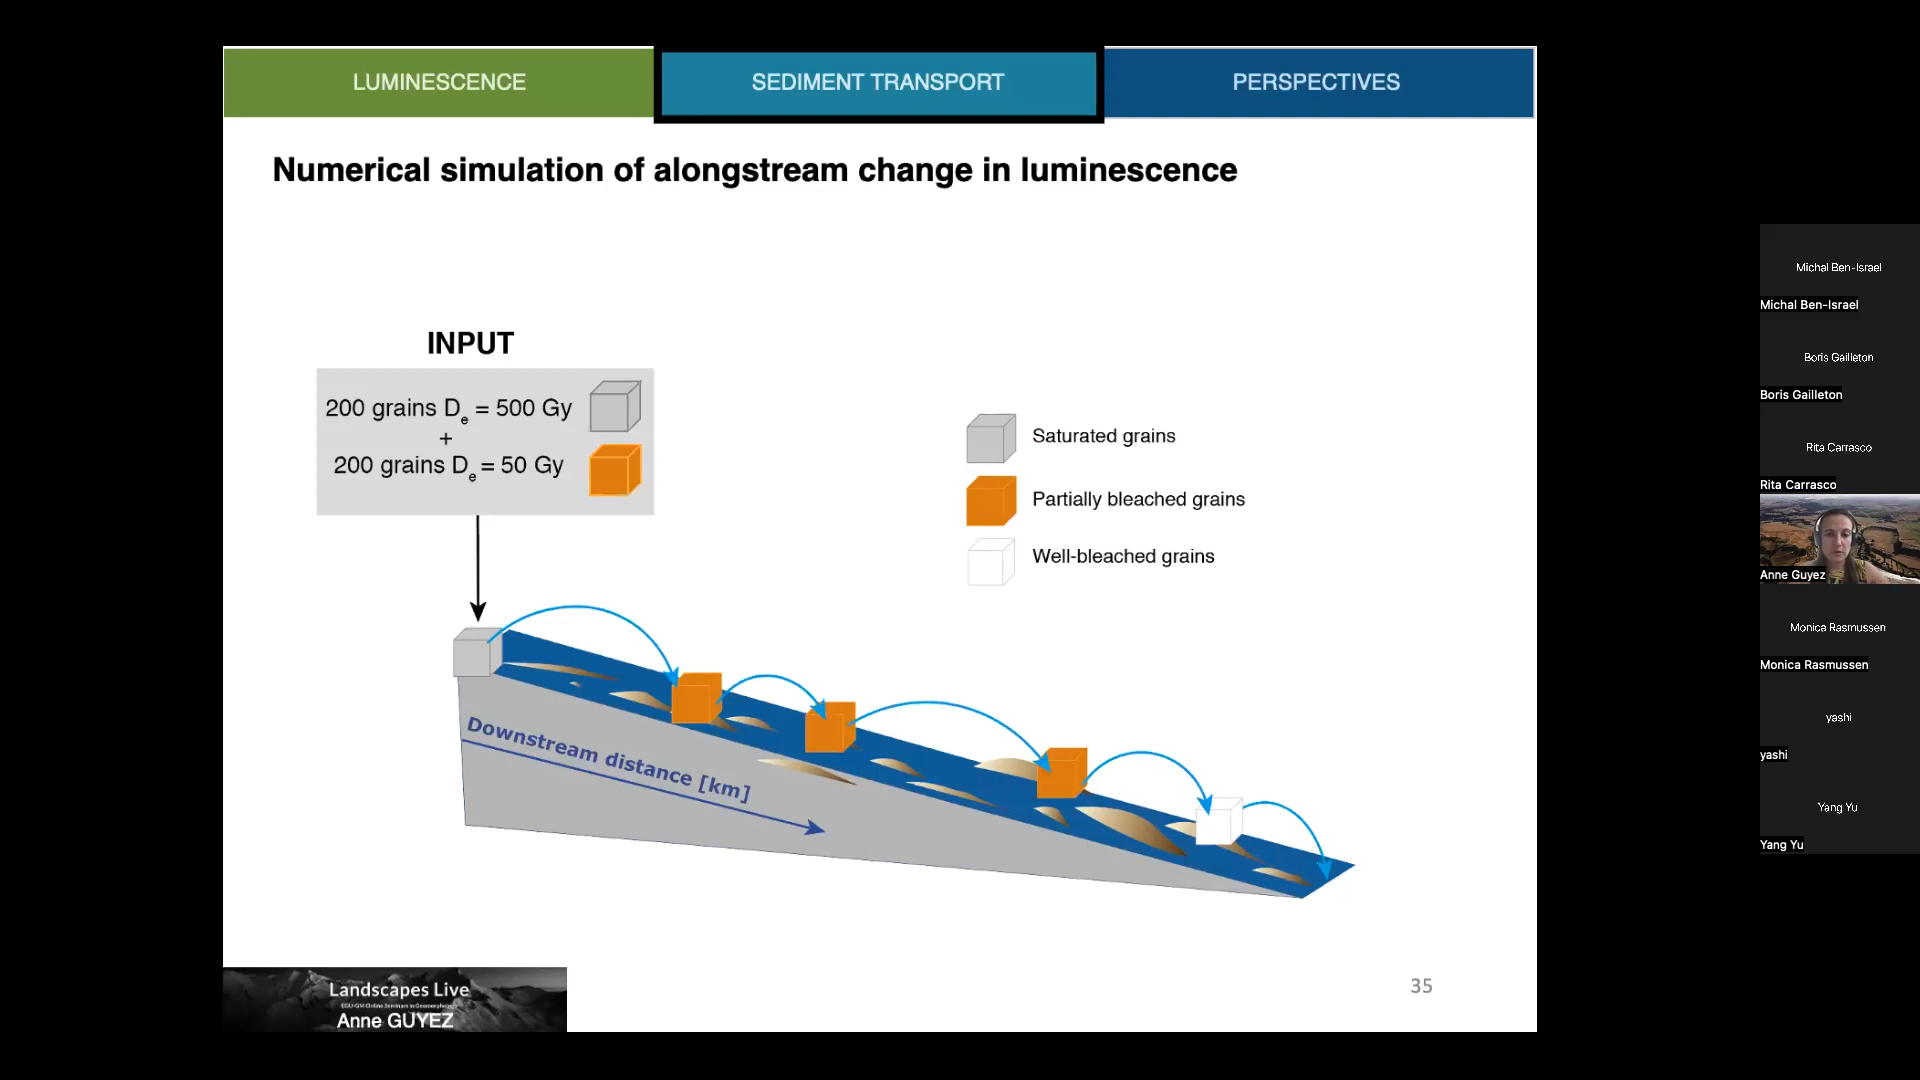 LUMINESCENCE
SEDIMENT TRANSPORT
PERSPECTIVES
Numerical simulation of alongstream change in luminescence
INPUT
200 grains De = 500 Gy
+
200 grains De = 50 Gy
Saturated grains
Partially bleached grains
Well-bleached grains
Downstream distance [km]
Landscapes Live
EGU-GM Online Seminars in Geomorphology
Anne GUYEZ
35
Michal Ben-Israel
Michal Ben-Israel
Boris Gailleton
Boris Gailleton
Rita Carrasco
Rita Carrasco
Anne Guyez
Monica Rasmussen
Monica Rasmussen
yashi
yashi
Yang Yu
Yang Yu